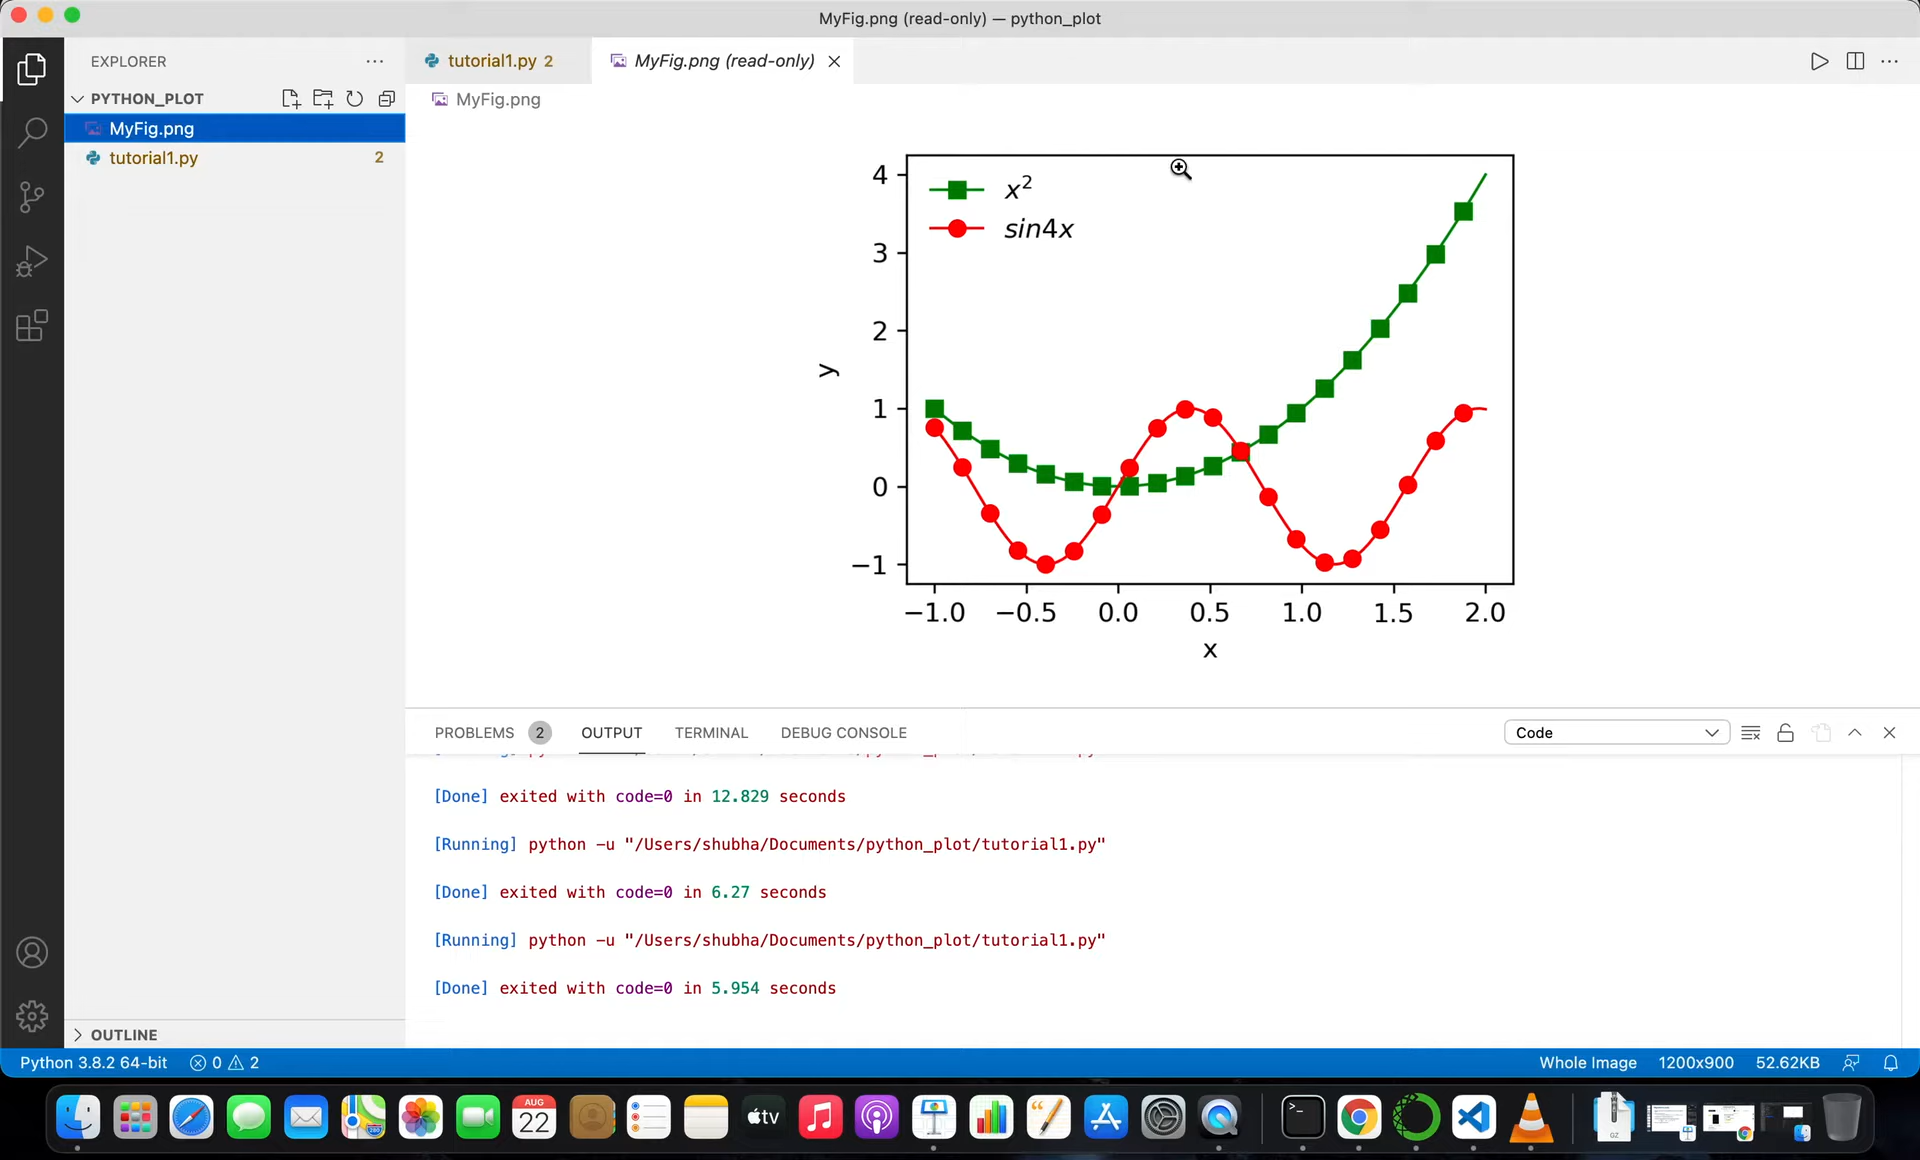 MyFig.png (read-only) — python_plot
EXPLORER
PYTHON_PLOT
MyFig.png
tutorial1.py 2
tutorial1.py 2
MyFig.png (read-only)
MyFig.png
4
3
2
1
0
−1
y
x²
sin4x
−1.0 −0.5 0.0 0.5 1.0 1.5 2.0
x
PROBLEMS 2 OUTPUT TERMINAL DEBUG CONSOLE
Code
[Done] exited with code=0 in 12.829 seconds
[Running] python -u "/Users/shubha/Documents/python_plot/tutorial1.py"
[Done] exited with code=0 in 6.27 seconds
[Running] python -u "/Users/shubha/Documents/python_plot/tutorial1.py"
[Done] exited with code=0 in 5.954 seconds
OUTLINE
Python 3.8.2 64-bit 0 2
Whole Image 1200x900 52.62KB
AUG
22
tv
GZ